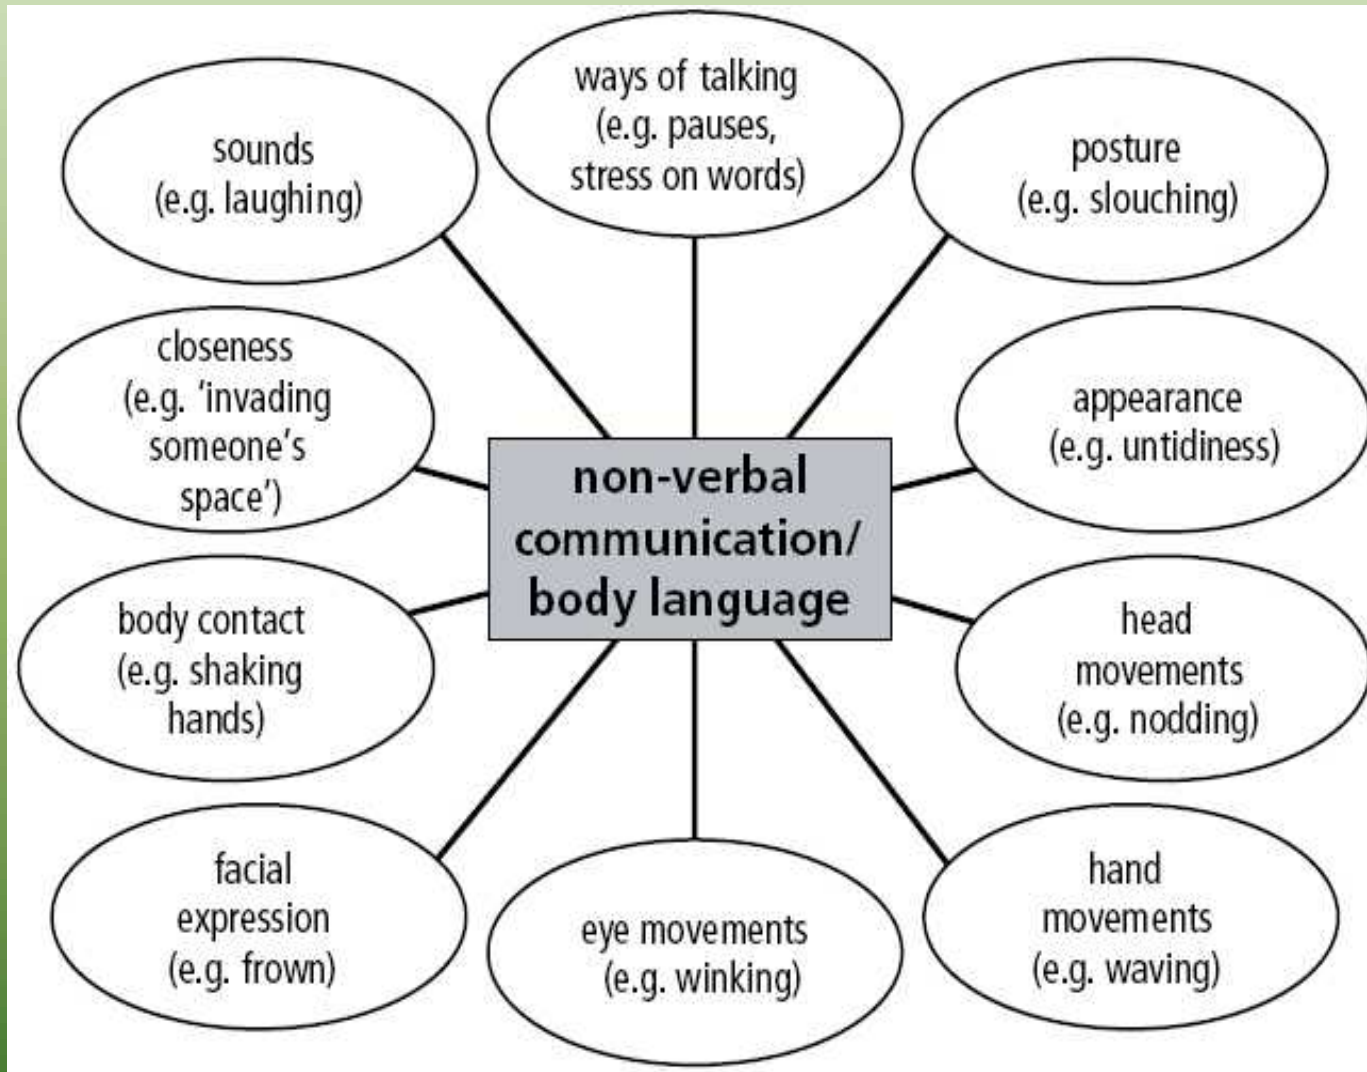 ways of talking
(e.g. pauses,
stress on words)
sounds
(e.g. laughing)
posture
(e.g. slouching)
closeness
(e.g. ‘invading
someone’s
space’)
appearance
(e.g. untidiness)
non-verbal
communication/
body language
body contact
(e.g. shaking
hands)
head
movements
(e.g. nodding)
facial
expression
(e.g. frown)
eye movements
(e.g. winking)
hand
movements
(e.g. waving)